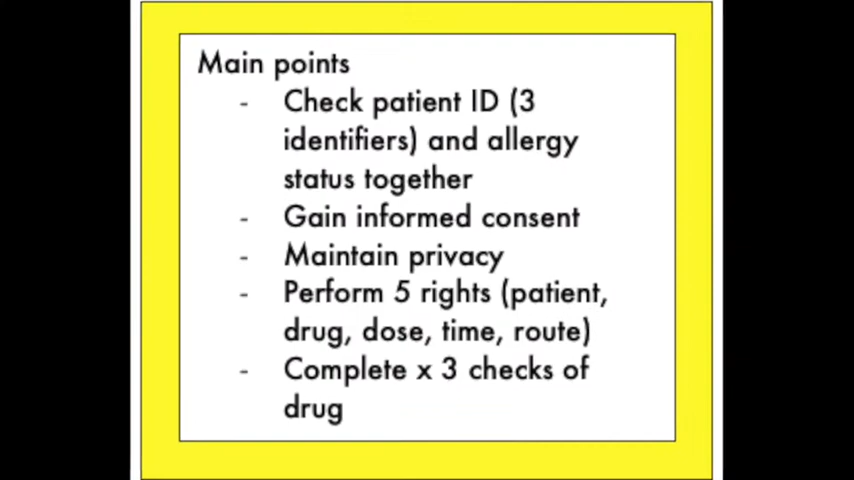 Main points
- Check patient ID (3
identifiers) and allergy
status together
- Gain informed consent
- Maintain privacy
- Perform 5 rights (patient,
drug, dose, time, route)
- Complete x 3 checks of
drug